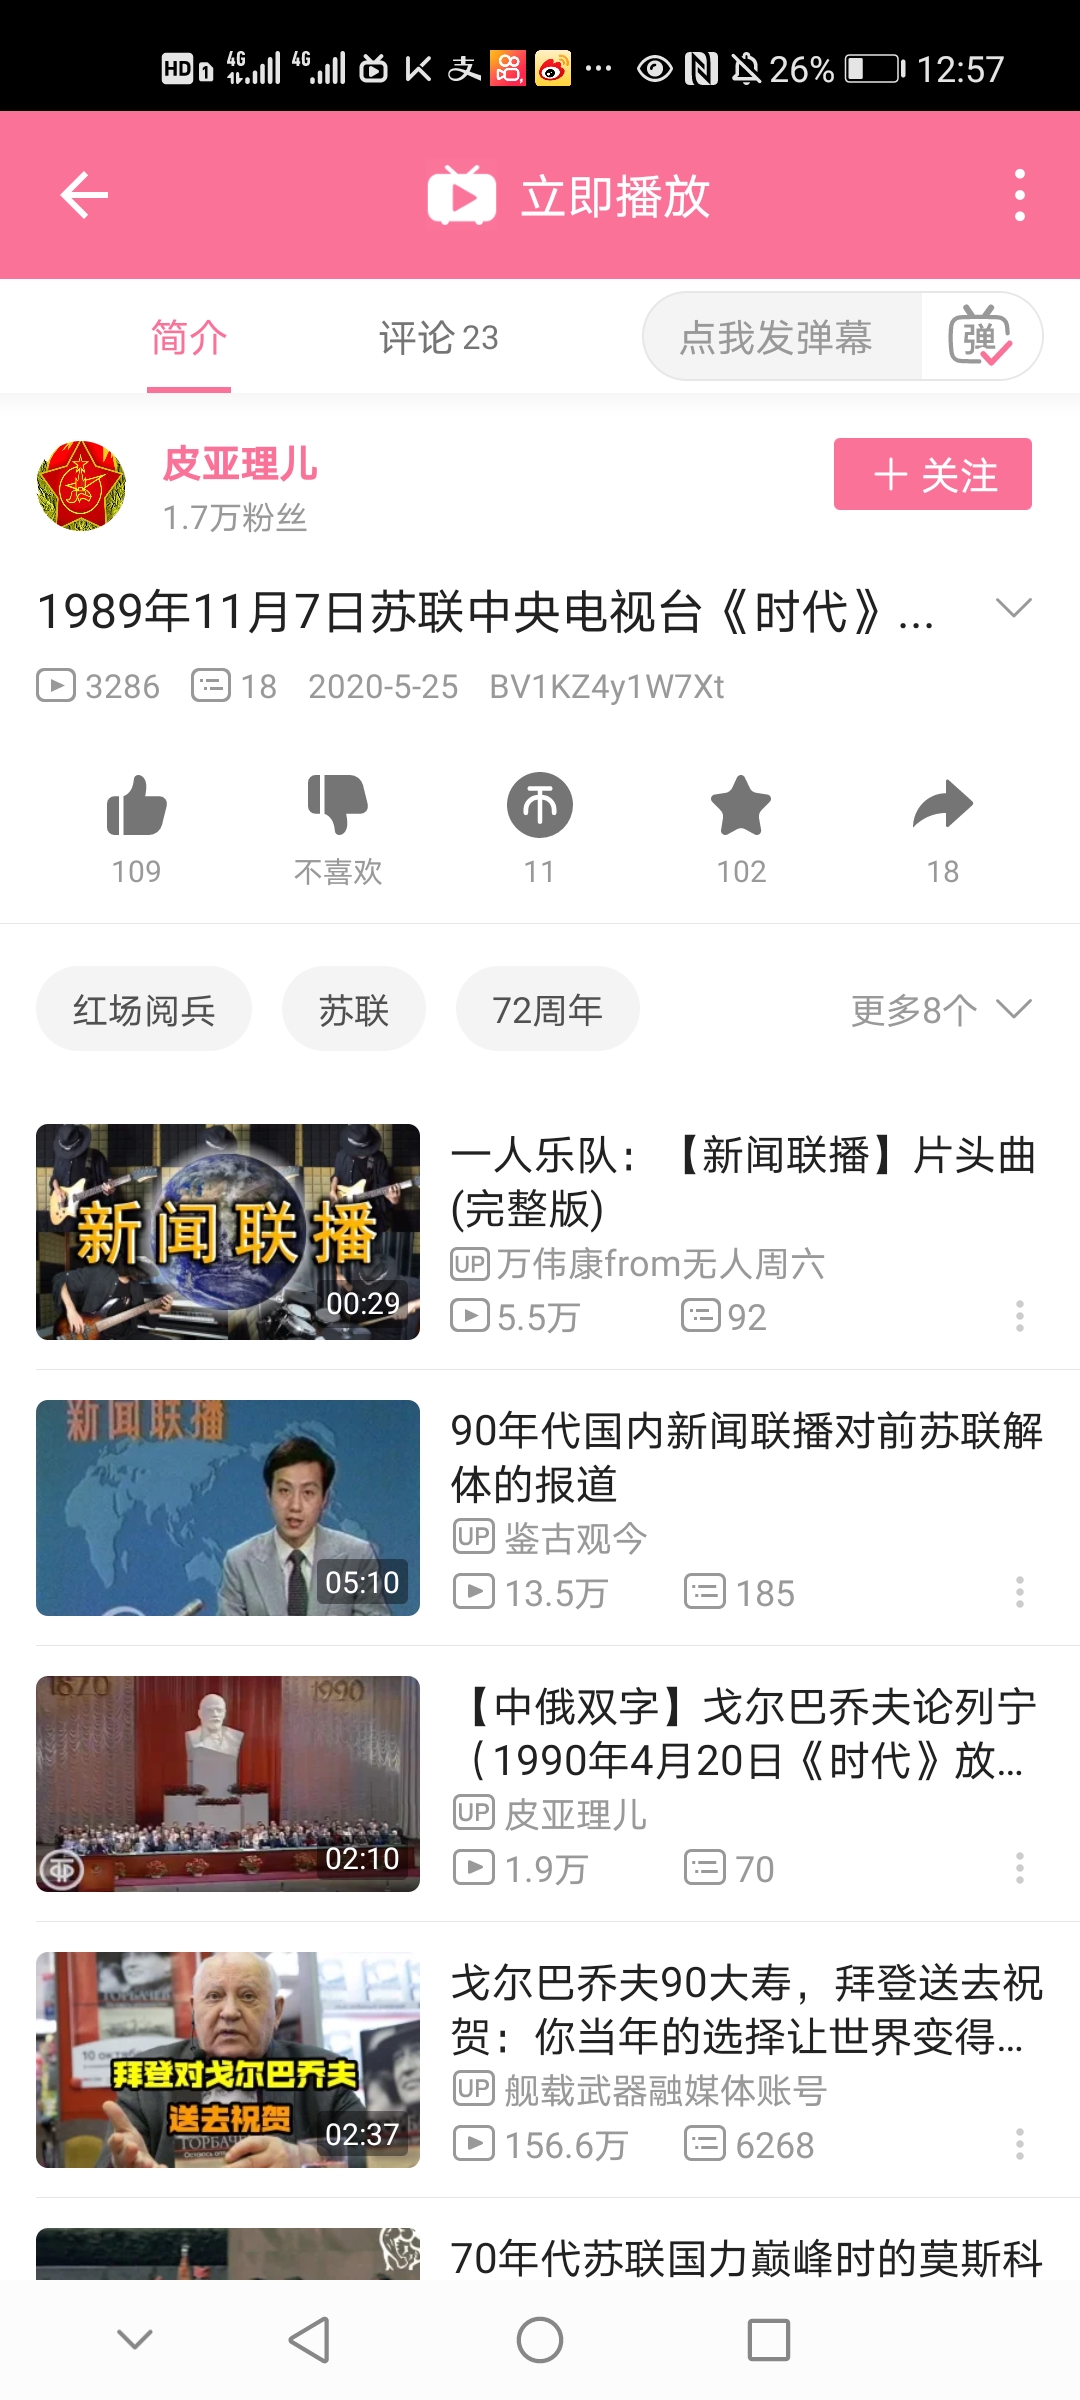 HD 1 4G 4G 支 … 26% 12:57
立即播放
简介 评论 23 点我发弹幕 弹
皮亚理儿
1.7万粉丝
+ 关注
1989年11月7日苏联中央电视台《时代》...
3286 18 2020-5-25 BV1KZ4y1W7Xt
109 不喜欢 11 102 18
红场阅兵 苏联 72周年 更多8个
新闻联播
00:29
一人乐队：【新闻联播】片头曲
(完整版)
UP 万伟康from无人周六
5.5万 92
新闻联播
05:10
90年代国内新闻联播对前苏联解
体的报道
UP 鉴古观今
13.5万 185
1870 1990
02:10
【中俄双字】戈尔巴乔夫论列宁
（1990年4月20日《时代》放...
UP 皮亚理儿
1.9万 70
拜登对戈尔巴乔夫
送去祝贺
02:37
戈尔巴乔夫90大寿，拜登送去祝
贺：你当年的选择让世界变得...
UP 舰载武器融媒体账号
156.6万 6268
70年代苏联国力巅峰时的莫斯科